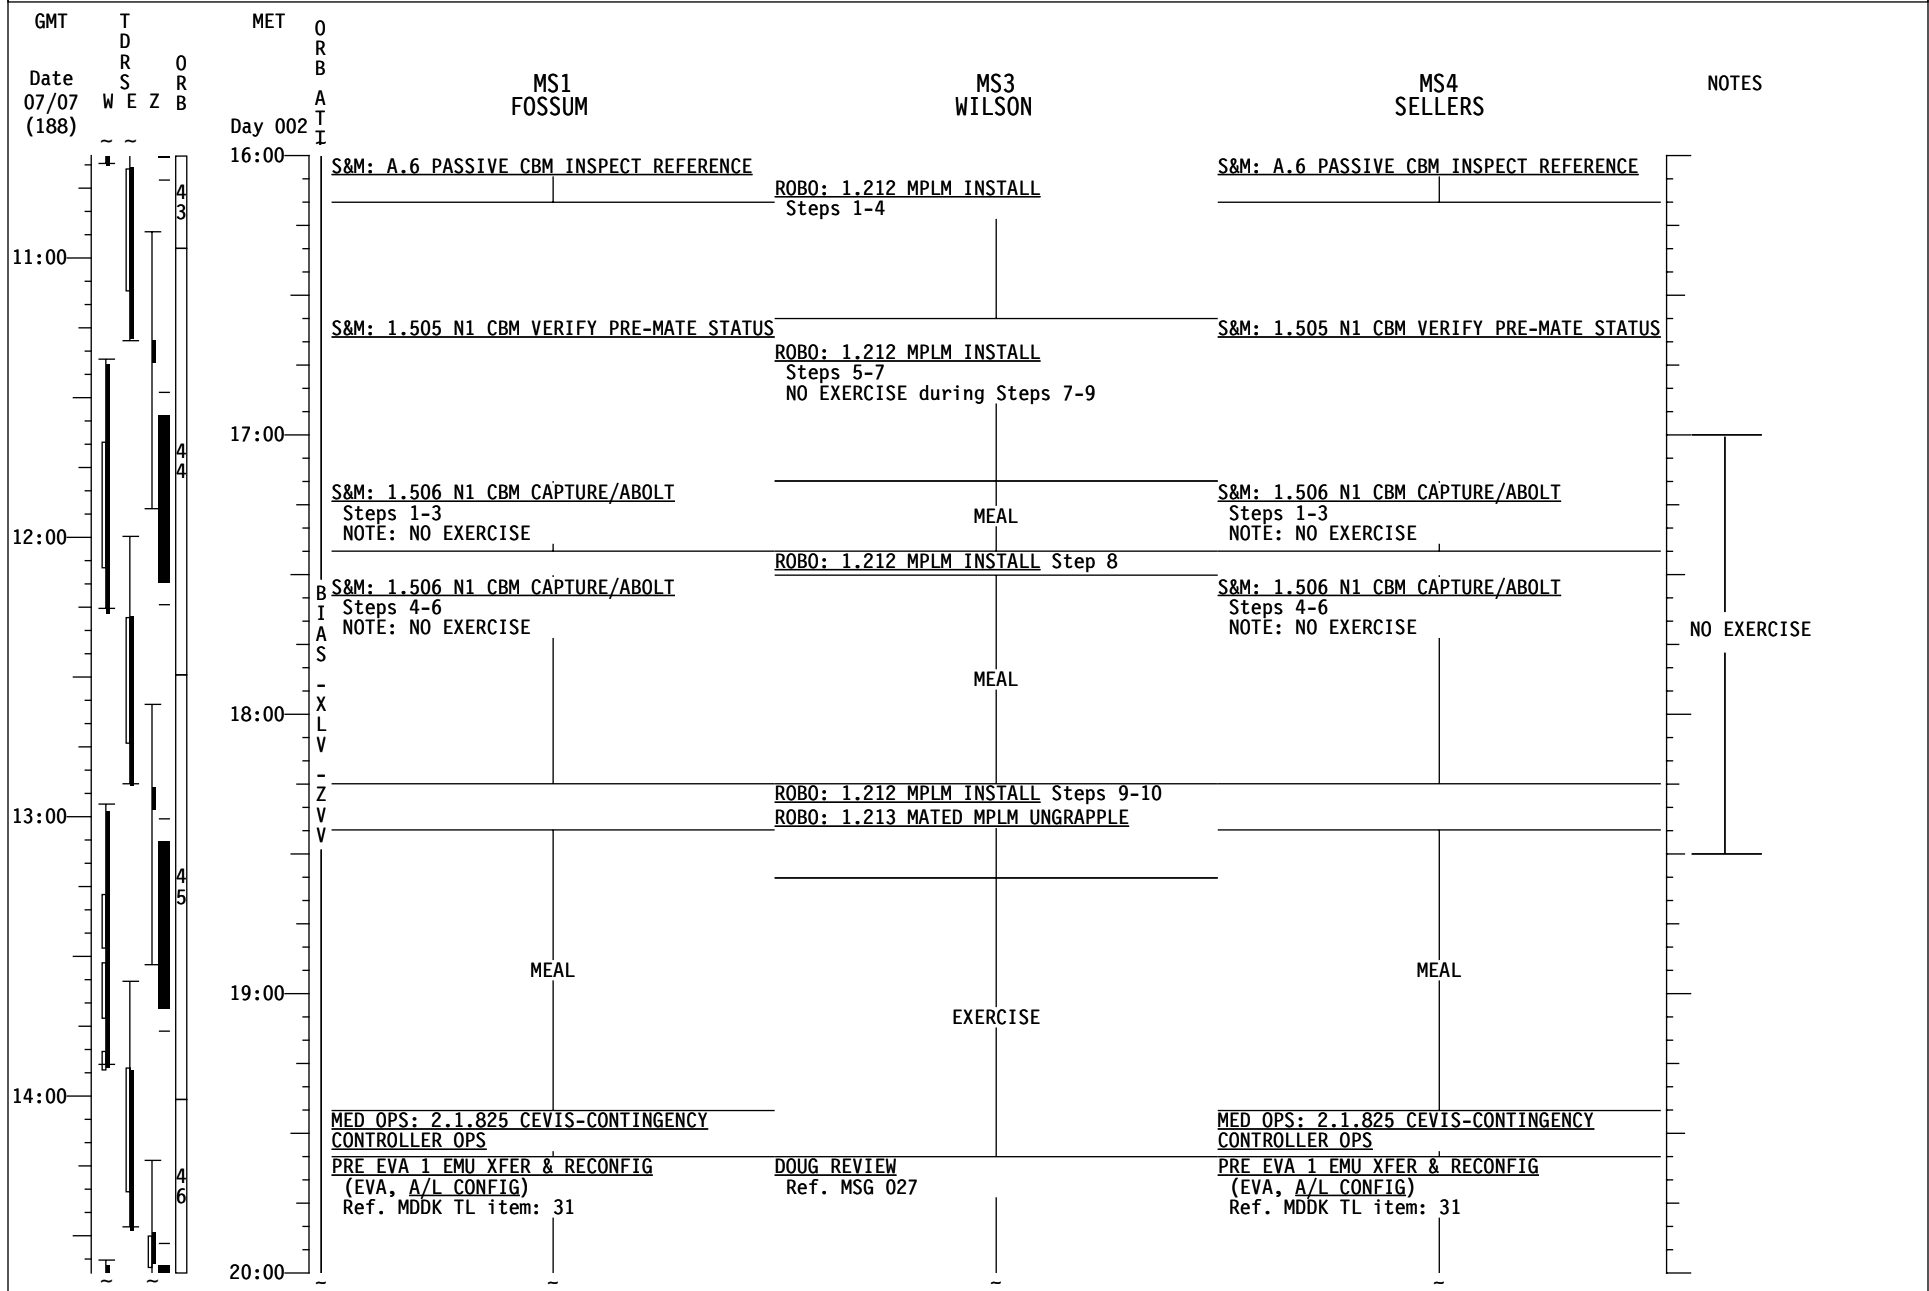 GMT
T
D
R
S
MET
O
R
B
A
T
T
Date
07/07
(188)
W E Z
O
R
B
Day 002
MS1
FOSSUM
MS3
WILSON
MS4
SELLERS
NOTES
~ ~
16:00
S&M: A.6 PASSIVE CBM INSPECT REFERENCE
S&M: A.6 PASSIVE CBM INSPECT REFERENCE
ROBO: 1.212 MPLM INSTALL
Steps 1-4
4
3
11:00
S&M: 1.505 N1 CBM VERIFY PRE-MATE STATUS
S&M: 1.505 N1 CBM VERIFY PRE-MATE STATUS
ROBO: 1.212 MPLM INSTALL
Steps 5-7
NO EXERCISE during Steps 7-9
17:00
4
4
S&M: 1.506 N1 CBM CAPTURE/ABOLT
Steps 1-3
NOTE: NO EXERCISE
MEAL
S&M: 1.506 N1 CBM CAPTURE/ABOLT
Steps 1-3
NOTE: NO EXERCISE
12:00
ROBO: 1.212 MPLM INSTALL Step 8
S&M: 1.506 N1 CBM CAPTURE/ABOLT
Steps 4-6
NOTE: NO EXERCISE
S&M: 1.506 N1 CBM CAPTURE/ABOLT
Steps 4-6
NOTE: NO EXERCISE
NO EXERCISE
B
I
A
S
-
X
L
V
-
Z
V
V
MEAL
18:00
ROBO: 1.212 MPLM INSTALL Steps 9-10
ROBO: 1.213 MATED MPLM UNGRAPPLE
13:00
4
5
MEAL
MEAL
19:00
EXERCISE
14:00
MED OPS: 2.1.825 CEVIS-CONTINGENCY
CONTROLLER OPS
MED OPS: 2.1.825 CEVIS-CONTINGENCY
CONTROLLER OPS
PRE EVA 1 EMU XFER & RECONFIG
(EVA, A/L CONFIG)
Ref. MDDK TL item: 31
DOUG REVIEW
Ref. MSG 027
PRE EVA 1 EMU XFER & RECONFIG
(EVA, A/L CONFIG)
Ref. MDDK TL item: 31
4
6
20:00
~ ~ ~ ~ ~ ~